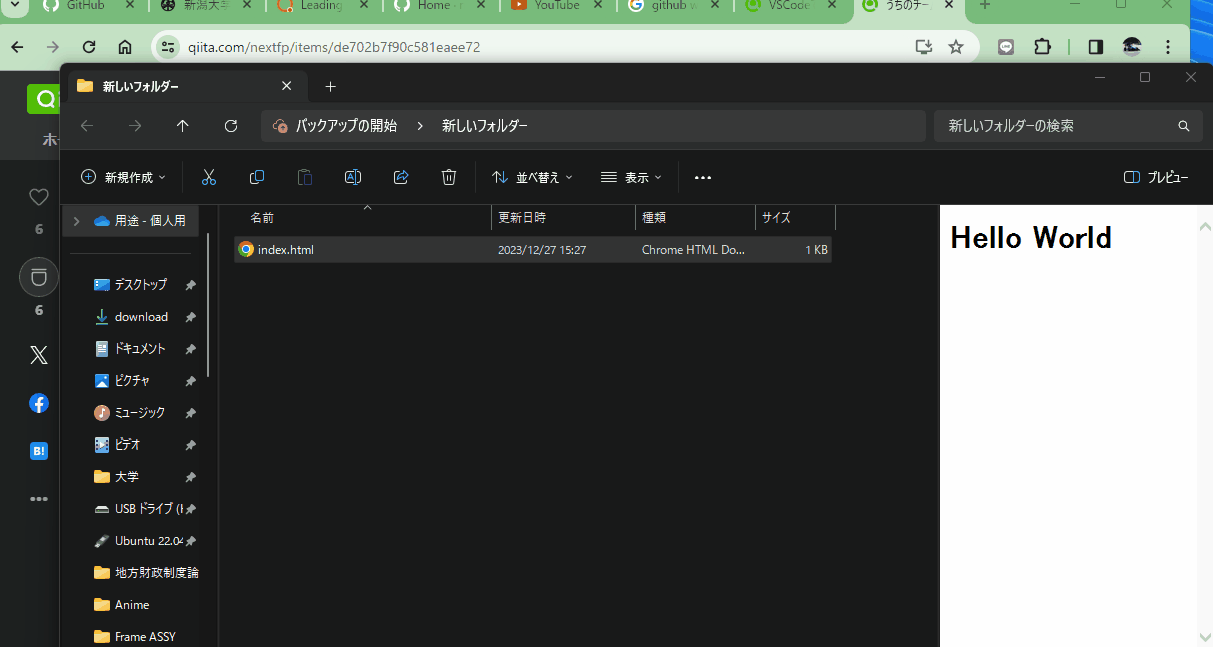 GitHub
新潟大
Leading
Home
YouTube
github w
VSCode
うちのチー
qiita.com/nextfp/items/de702b7f90c581eaee72
新しいフォルダー
バックアップの開始 > 新しいフォルダー
新しいフォルダーの検索
新規作成
並べ替え
表示
プレビュー
6
6
B!
用途 - 個人用
デスクトップ
download
ドキュメント
ピクチャ
ミュージック
ビデオ
大学
USB ドライブ (
Ubuntu 22.04
地方財政制度論
Anime
Frame ASSY
名前 更新日時 種類 サイズ
index.html 2023/12/27 15:27 Chrome HTML Do... 1 KB
Hello World